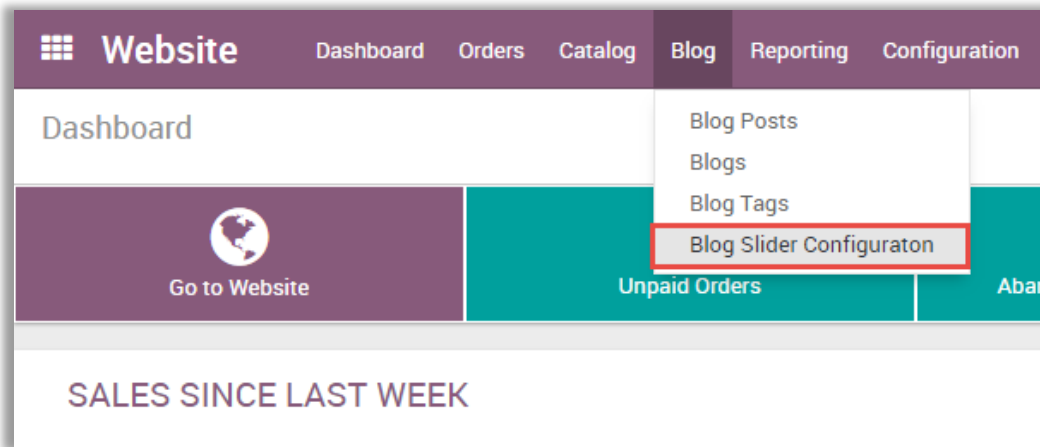 Website Dashboard Orders Catalog Blog Reporting Configuration
Dashboard
Blog Posts
Blogs
Blog Tags
Blog Slider Configuraton
Go to Website
Unpaid Orders
SALES SINCE LAST WEEK